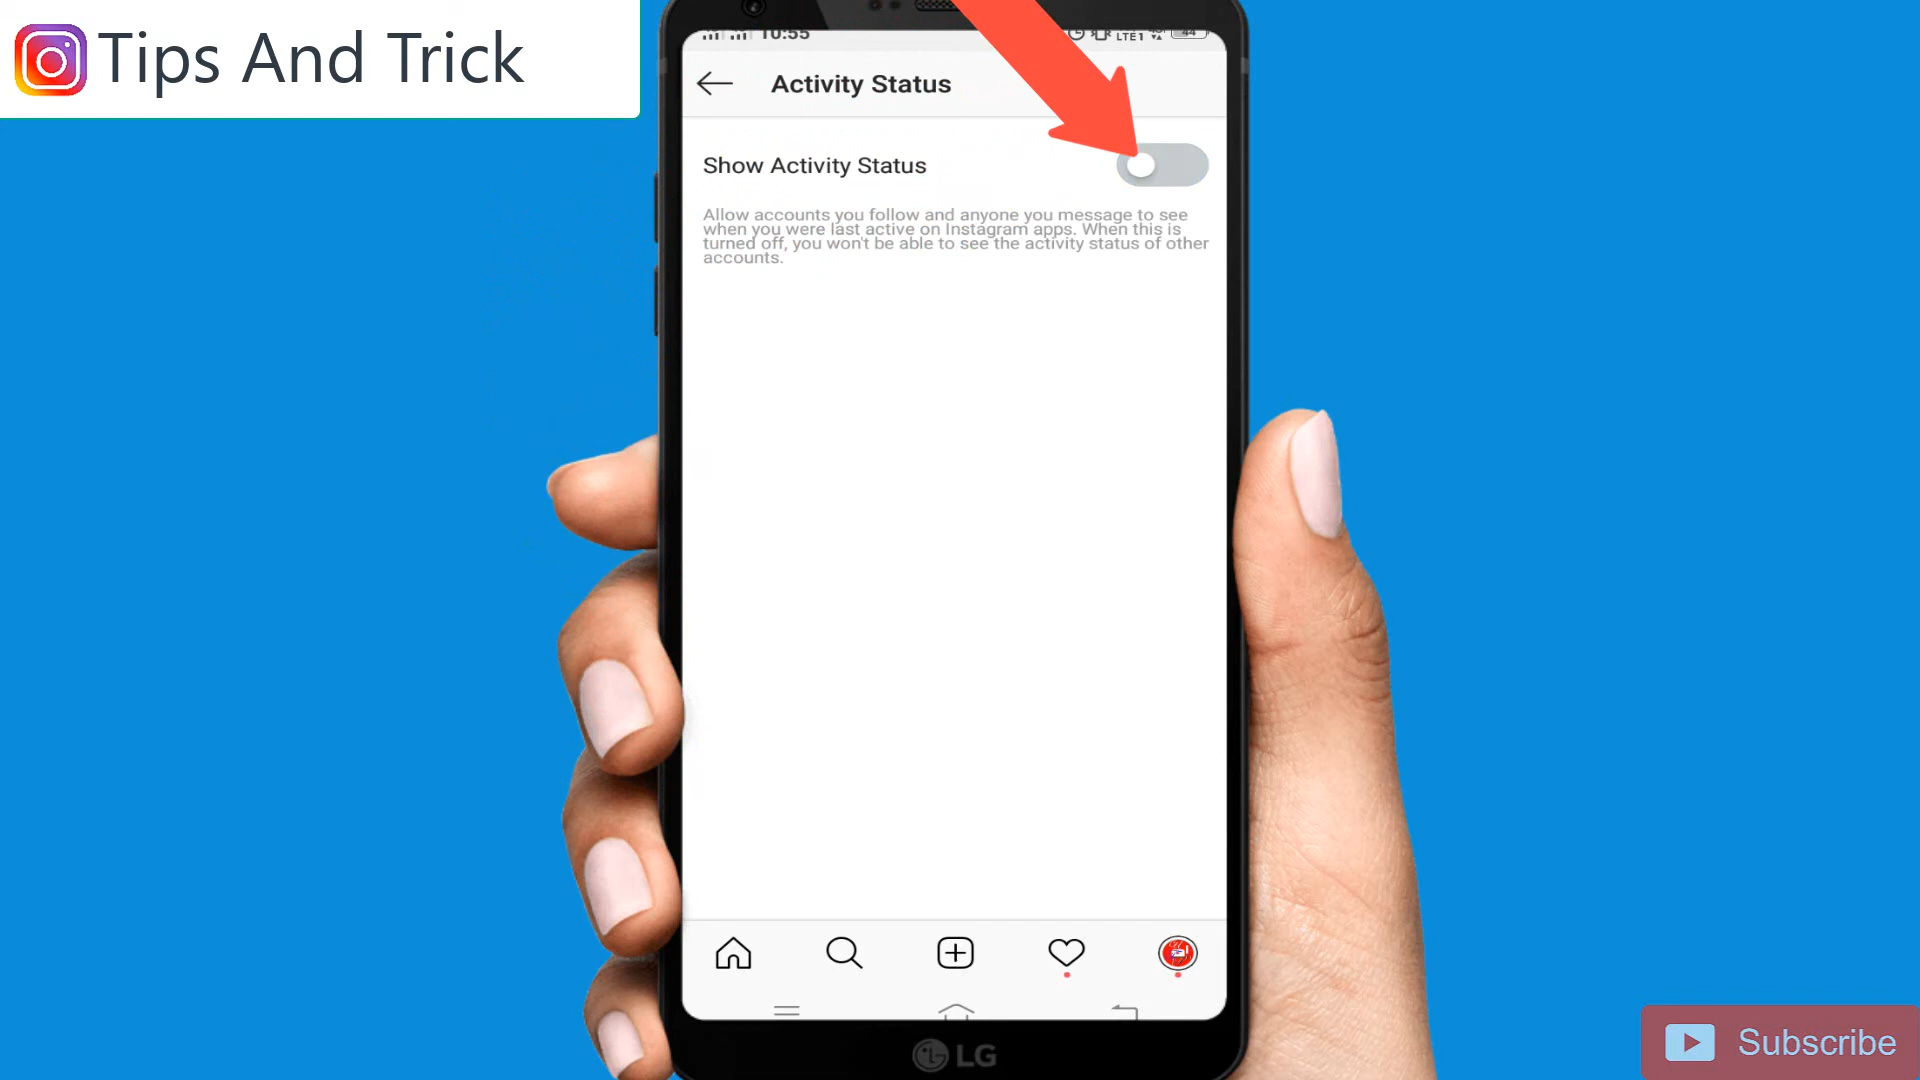 Tips And Trick
10:55
LTE1
44
Activity Status
Show Activity Status
Allow accounts you follow and anyone you message to see
when you were last active on Instagram apps. When this is
turned off, you won't be able to see the activity status of other
accounts.
LG
Subscribe